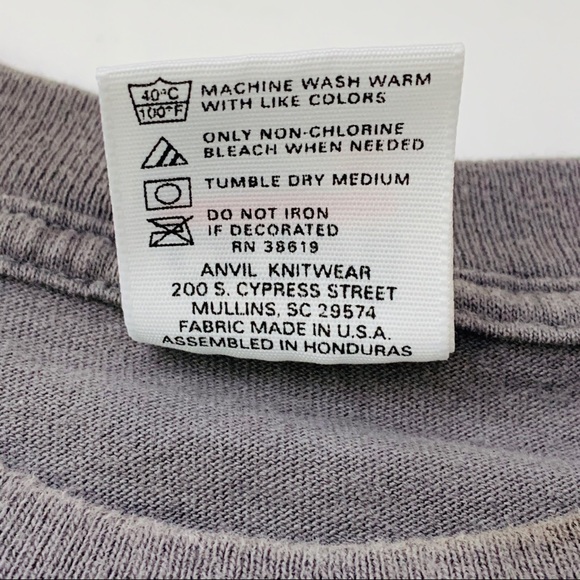 40°C
100°F
MACHINE WASH WARM
WITH LIKE COLORS
ONLY NON-CHLORINE
BLEACH WHEN NEEDED
TUMBLE DRY MEDIUM
DO NOT IRON
IF DECORATED
RN 38619
ANVIL KNITWEAR
200 S. CYPRESS STREET
MULLINS, SC 29574
FABRIC MADE IN U.S.A.
ASSEMBLED IN HONDURAS